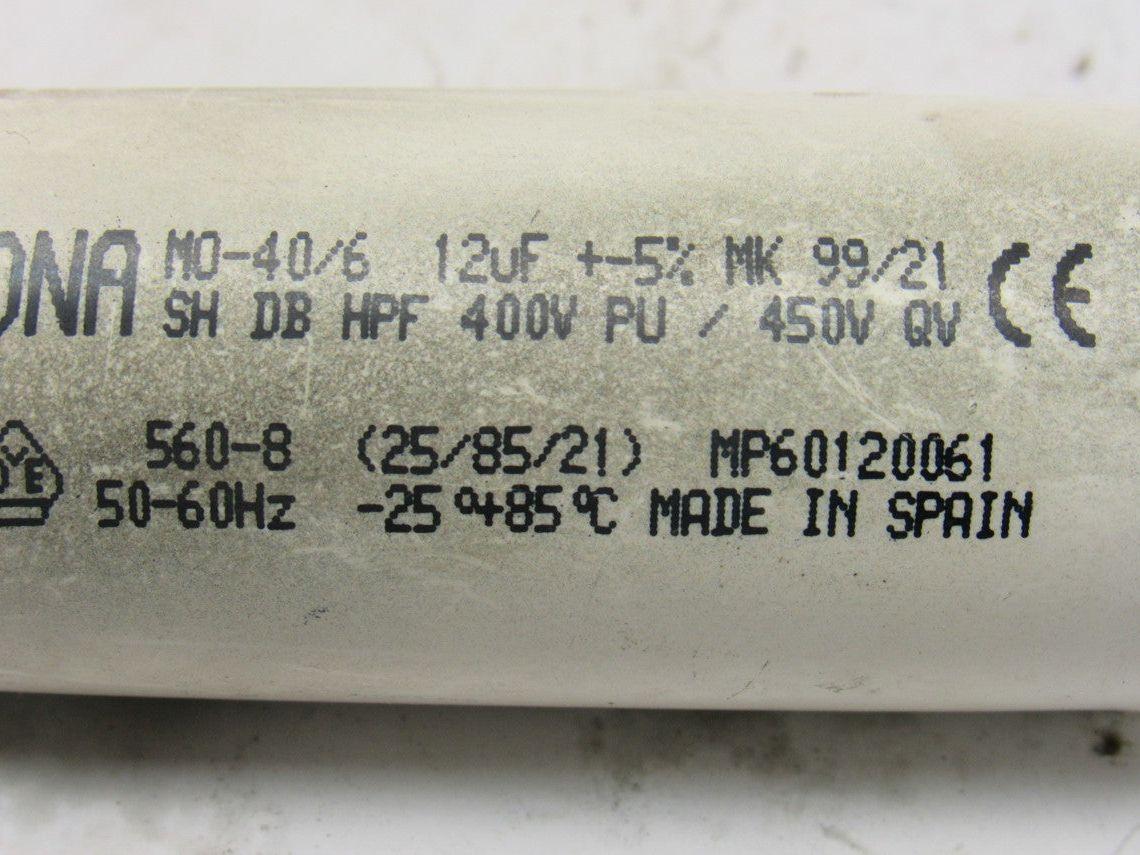 MO-40/6 12uF +-5% MK 99/21 CE
SH DB HPF 400V PU / 450V QV
560-8 (25/85/21) MP60120061
50-60Hz -25°+85°C MADE IN SPAIN